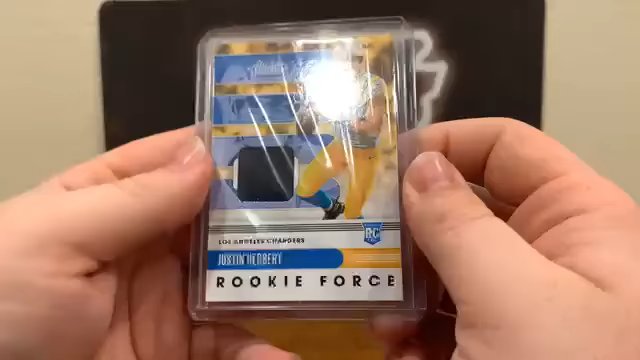 RC
LOS ANGELES CHARGERS
JUSTIN HERBERT
ROOKIE FORCE